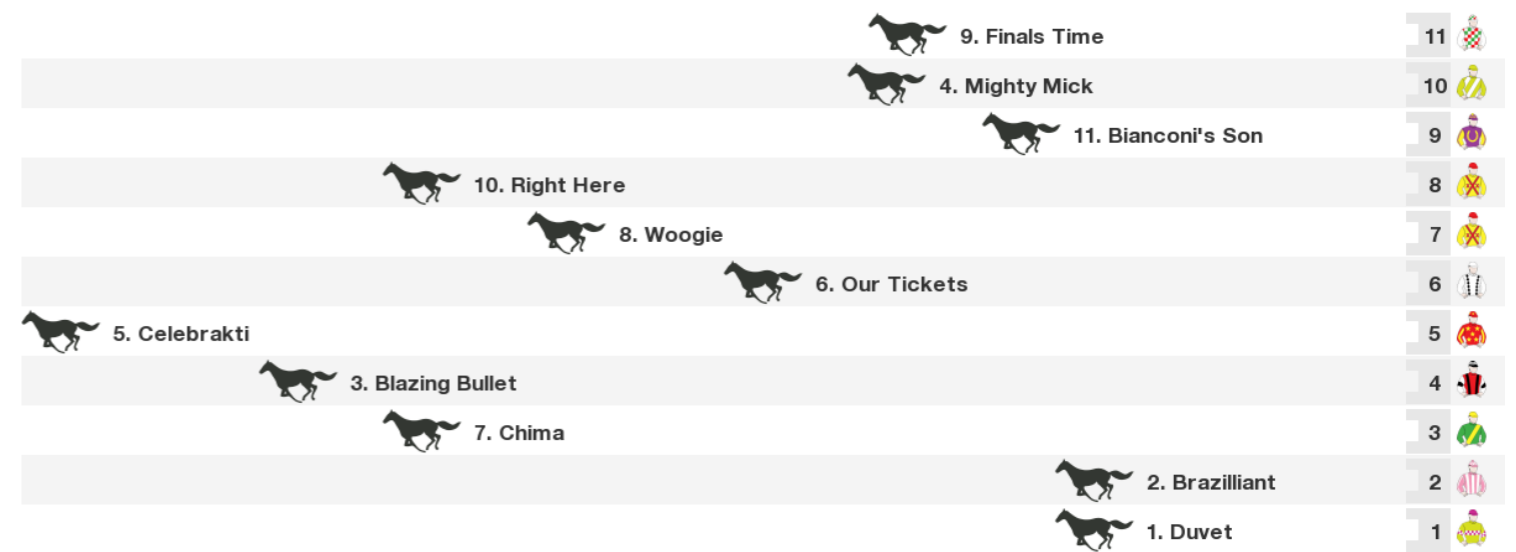 9. Finals Time 11
4. Mighty Mick 10
11. Bianconi's Son 9
10. Right Here 8
8. Woogie 7
6. Our Tickets 6
5. Celebrakti 5
3. Blazing Bullet 4
7. Chima 3
2. Brazilliant 2
1. Duvet 1